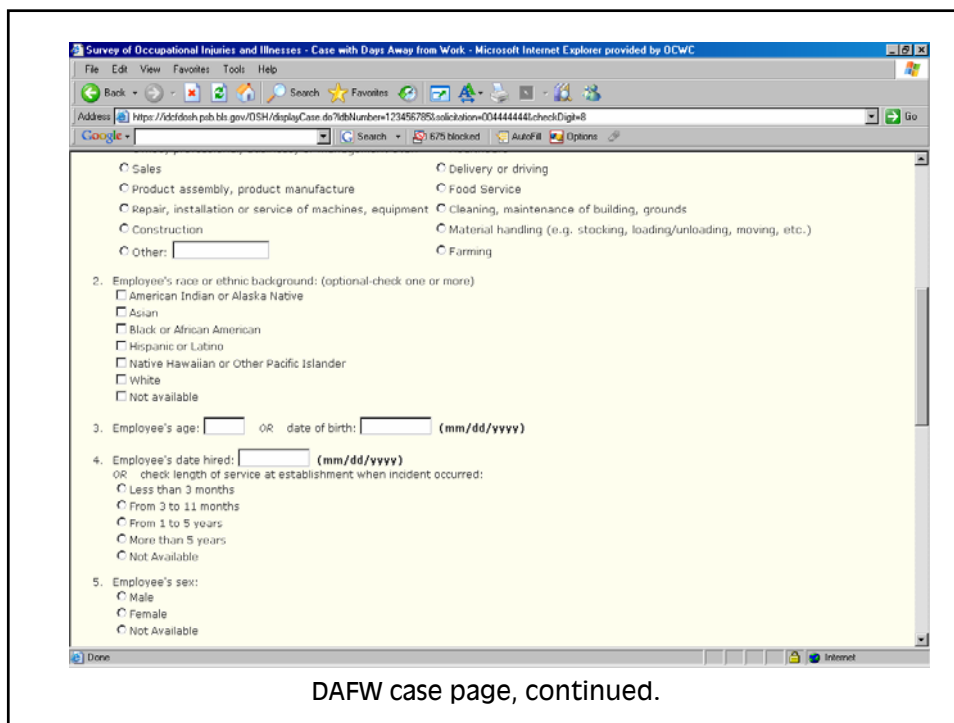 Survey of Occupational Injuries and Illnesses - Case with Days Away from Work - Microsoft Internet Explorer provided by OCWC
File Edit View Favorites Tools Help
Back Search Favorites
Address https://idcfdosh.psb.bls.gov/OSH/displayCase.do?idbNumber=123456785&solicitation=004444444&checkDigit=8 Go
Google Search 675 blocked AutoFill Options
Sales Delivery or driving
Product assembly, product manufacture Food Service
Repair, installation or service of machines, equipment Cleaning, maintenance of building, grounds
Construction Material handling (e.g. stocking, loading/unloading, moving, etc.)
Other: Farming
2. Employee's race or ethnic background: (optional-check one or more)
American Indian or Alaska Native
Asian
Black or African American
Hispanic or Latino
Native Hawaiian or Other Pacific Islander
White
Not available
3. Employee's age: OR date of birth: (mm/dd/yyyy)
4. Employee's date hired: (mm/dd/yyyy)
OR check length of service at establishment when incident occurred:
Less than 3 months
From 3 to 11 months
From 1 to 5 years
More than 5 years
Not Available
5. Employee's sex:
Male
Female
Not Available
Done Internet
DAFW case page, continued.